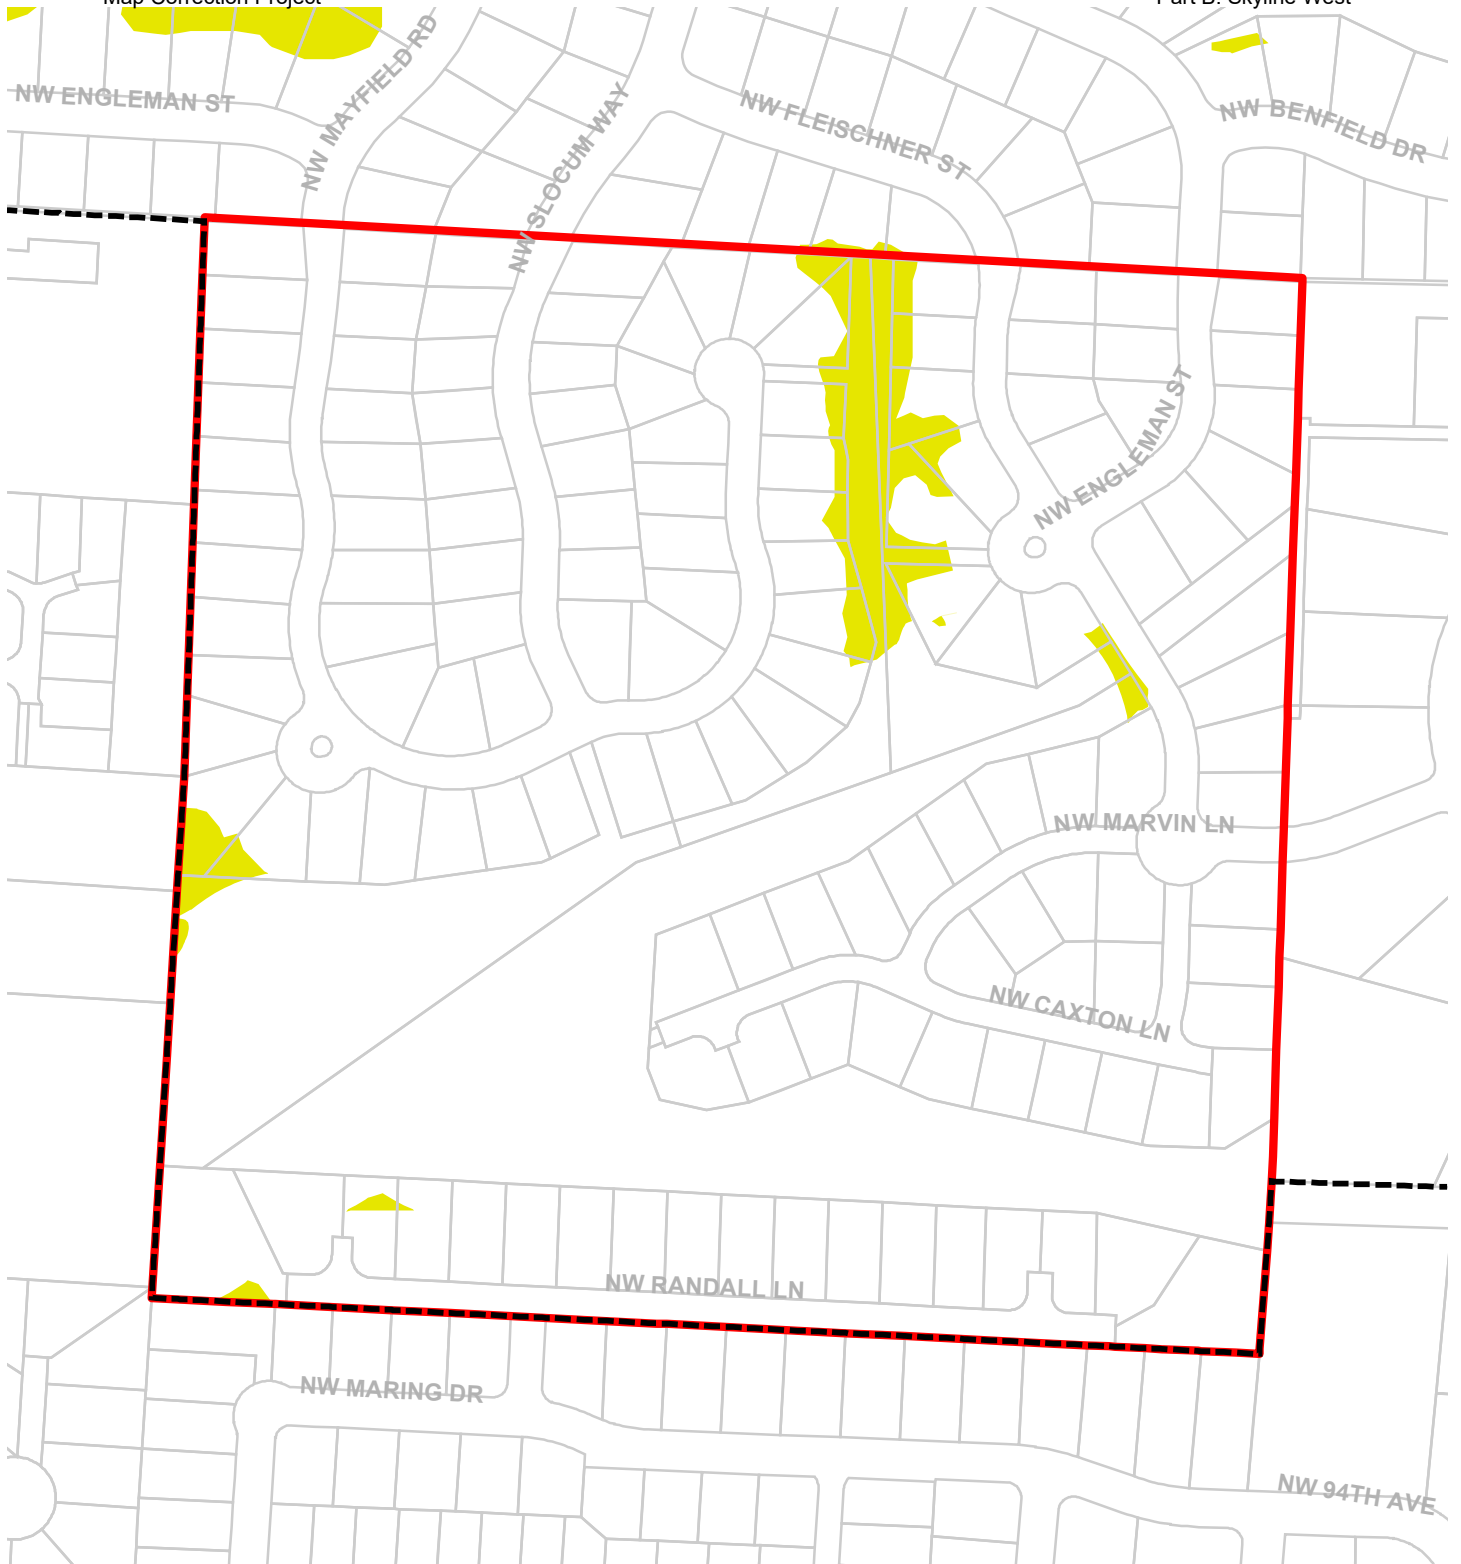 Map Correction Project
Part B: Skyline West
NW ENGLEMAN ST
NW MAYFIELD RD
NW SLOCUM WAY
NW FLEISCHNER ST
NW BENFIELD DR
NW ENGLEMAN ST
NW MARVIN LN
NW CAXTON LN
NW RANDALL LN
NW MARING DR
NW 94TH AVE